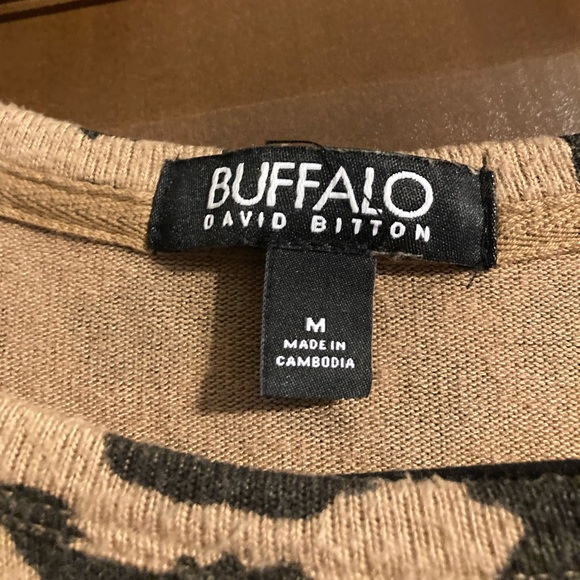 BUFFALO
DAVID BITTON
M
MADE IN
CAMBODIA